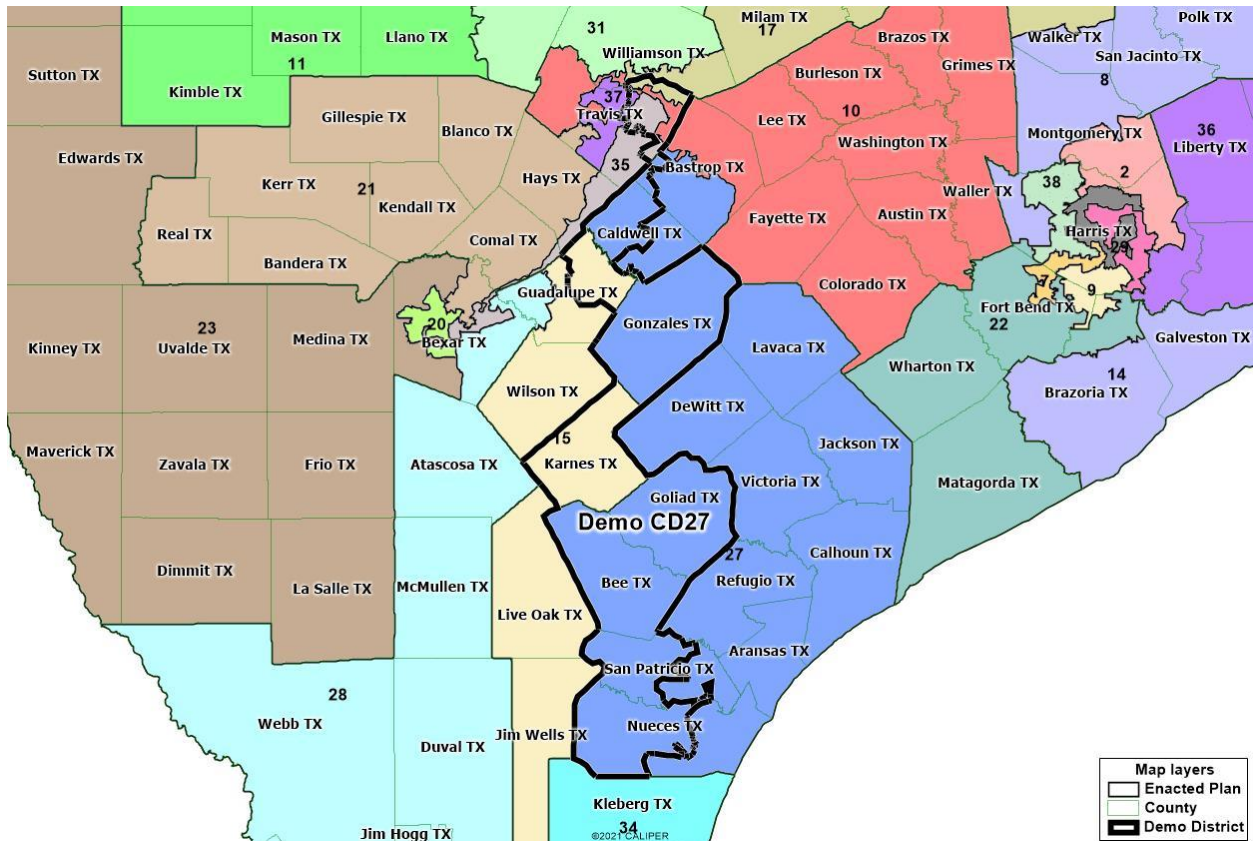 Milam TX
17
Polk TX
31
Mason TX
Llano TX
Williamson TX
Brazos TX
Walker TX
San Jacinto TX
Sutton TX
11
Kimble TX
Burleson TX
Grimes TX
8
37
Travis TX
Lee TX
10
Gillespie TX
Blanco TX
Washington TX
Montgomery TX
36
Liberty TX
Edwards TX
35
Bastrop TX
2
Hays TX
Kerr TX
21
Kendall TX
Waller TX
38
Real TX
Comal TX
Caldwell TX
Fayette TX
Austin TX
Harris TX
29
Bandera TX
Guadalupe TX
Colorado TX
7
9
Fort Bend TX
22
23
Kinney TX
Uvalde TX
Medina TX
20
Bexar TX
Gonzales TX
Lavaca TX
Galveston TX
Wharton TX
14
Brazoria TX
Wilson TX
DeWitt TX
Maverick TX
Zavala TX
Frio TX
Atascosa TX
15
Karnes TX
Jackson TX
Victoria TX
Matagorda TX
Goliad TX
Demo CD27
Calhoun TX
27
Dimmit TX
La Salle TX
McMullen TX
Bee TX
Refugio TX
Live Oak TX
Aransas TX
San Patricio TX
28
Webb TX
Duval TX
Jim Wells TX
Nueces TX
Kleberg TX
34
Jim Hogg TX
©2021 CALIPER
Map layers
Enacted Plan
County
Demo District